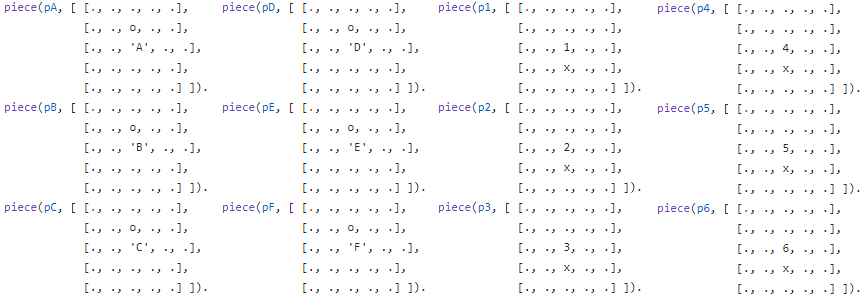 piece(pA, [ [., ., ., ., .],
[., ., o, ., .],
[., ., 'A', ., .],
[., ., ., ., .],
[., ., ., ., .] ]).
piece(pB, [ [., ., ., ., .],
[., ., o, ., .],
[., ., 'B', ., .],
[., ., ., ., .],
[., ., ., ., .] ]).
piece(pC, [ [., ., ., ., .],
[., ., o, ., .],
[., ., 'C', ., .],
[., ., ., ., .],
[., ., ., ., .] ]).
piece(pD, [ [., ., ., ., .],
[., ., o, ., .],
[., ., 'D', ., .],
[., ., ., ., .],
[., ., ., ., .] ]).
piece(pE, [ [., ., ., ., .],
[., ., o, ., .],
[., ., 'E', ., .],
[., ., ., ., .],
[., ., ., ., .] ]).
piece(pF, [ [., ., ., ., .],
[., ., o, ., .],
[., ., 'F', ., .],
[., ., ., ., .],
[., ., ., ., .] ]).
piece(p1, [ [., ., ., ., .],
[., ., ., ., .],
[., ., 1, ., .],
[., ., x, ., .],
[., ., ., ., .] ]).
piece(p2, [ [., ., ., ., .],
[., ., ., ., .],
[., ., 2, ., .],
[., ., x, ., .],
[., ., ., ., .] ]).
piece(p3, [ [., ., ., ., .],
[., ., ., ., .],
[., ., 3, ., .],
[., ., x, ., .],
[., ., ., ., .] ]).
piece(p4, [ [., ., ., ., .],
[., ., ., ., .],
[., ., 4, ., .],
[., ., x, ., .],
[., ., ., ., .] ]).
piece(p5, [ [., ., ., ., .],
[., ., ., ., .],
[., ., 5, ., .],
[., ., x, ., .],
[., ., ., ., .] ]).
piece(p6, [ [., ., ., ., .],
[., ., ., ., .],
[., ., 6, ., .],
[., ., x, ., .],
[., ., ., ., .] ]).